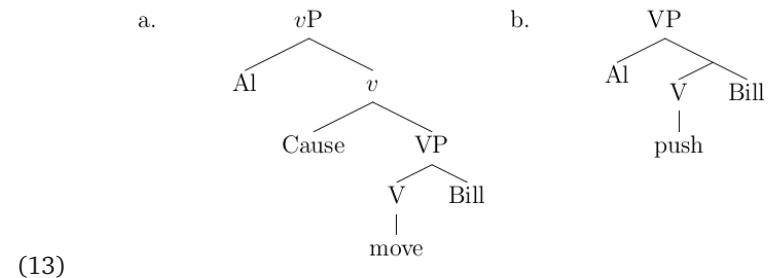 a. vP b. VP
Al v Al V Bill
Cause VP push
V Bill
move
(13)